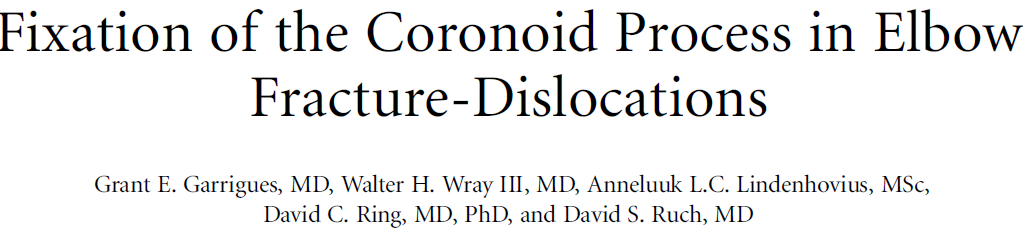 Fixation of the Coronoid Process in Elbow
Fracture-Dislocations
Grant E. Garrigues, MD, Walter H. Wray III, MD, Anneluuk L.C. Lindenhovius, MSc,
David C. Ring, MD, PhD, and David S. Ruch, MD